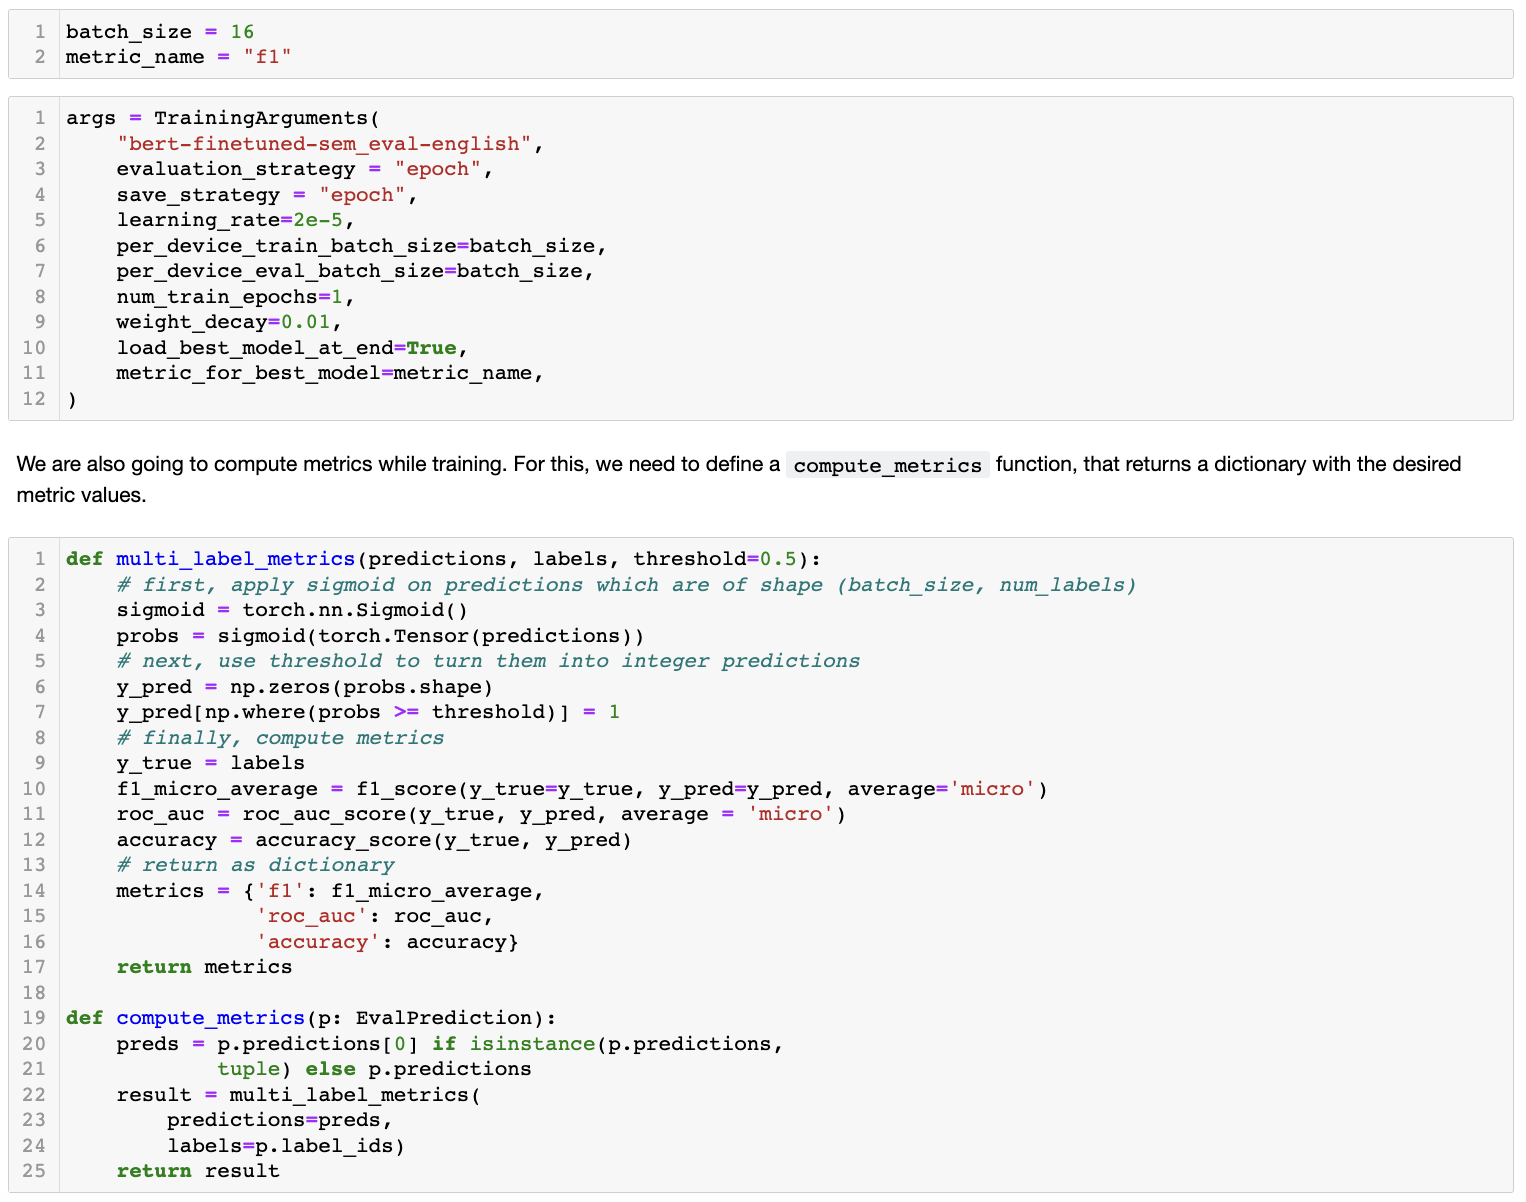 1 batch_size = 16
2 metric_name = "f1"
1 args = TrainingArguments(
2     "bert-finetuned-sem_eval-english",
3     evaluation_strategy = "epoch",
4     save_strategy = "epoch",
5     learning_rate=2e-5,
6     per_device_train_batch_size=batch_size,
7     per_device_eval_batch_size=batch_size,
8     num_train_epochs=1,
9     weight_decay=0.01,
10     load_best_model_at_end=True,
11     metric_for_best_model=metric_name,
12 )
We are also going to compute metrics while training. For this, we need to define a compute_metrics function, that returns a dictionary with the desired
metric values.
1 def multi_label_metrics(predictions, labels, threshold=0.5):
2     # first, apply sigmoid on predictions which are of shape (batch_size, num_labels)
3     sigmoid = torch.nn.Sigmoid()
4     probs = sigmoid(torch.Tensor(predictions))
5     # next, use threshold to turn them into integer predictions
6     y_pred = np.zeros(probs.shape)
7     y_pred[np.where(probs >= threshold)] = 1
8     # finally, compute metrics
9     y_true = labels
10     f1_micro_average = f1_score(y_true=y_true, y_pred=y_pred, average='micro')
11     roc_auc = roc_auc_score(y_true, y_pred, average = 'micro')
12     accuracy = accuracy_score(y_true, y_pred)
13     # return as dictionary
14     metrics = {'f1': f1_micro_average,
15                'roc_auc': roc_auc,
16                'accuracy': accuracy}
17     return metrics
18
19 def compute_metrics(p: EvalPrediction):
20     preds = p.predictions[0] if isinstance(p.predictions,
21             tuple) else p.predictions
22     result = multi_label_metrics(
23         predictions=preds,
24         labels=p.label_ids)
25     return result